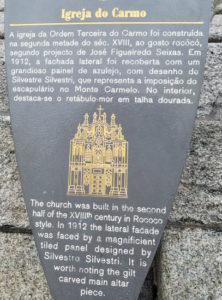 Igreja do Carmo
A igreja da Ordem Terceira do Carmo foi construída
na segunda metade do séc. XVIII, ao gosto rococó,
segundo projecto de José Figueiredo Seixas. Em
1912, a fachada lateral foi recoberta com um
grandioso painel de azulejo, com desenho de
Silvestre Silvestri, que representa a imposição do
escapulário no Monte Carmelo. No interior,
destaca-se o retábulo-mor em talha dourada.
The church was built in the second
half of the XVIIIth century in Rococo
style. In 1912 the lateral facade
was faced by a magnificent
tiled panel designed by
Silvestro Silvestri. It is
worth noting the gilt
carved main altar
piece.